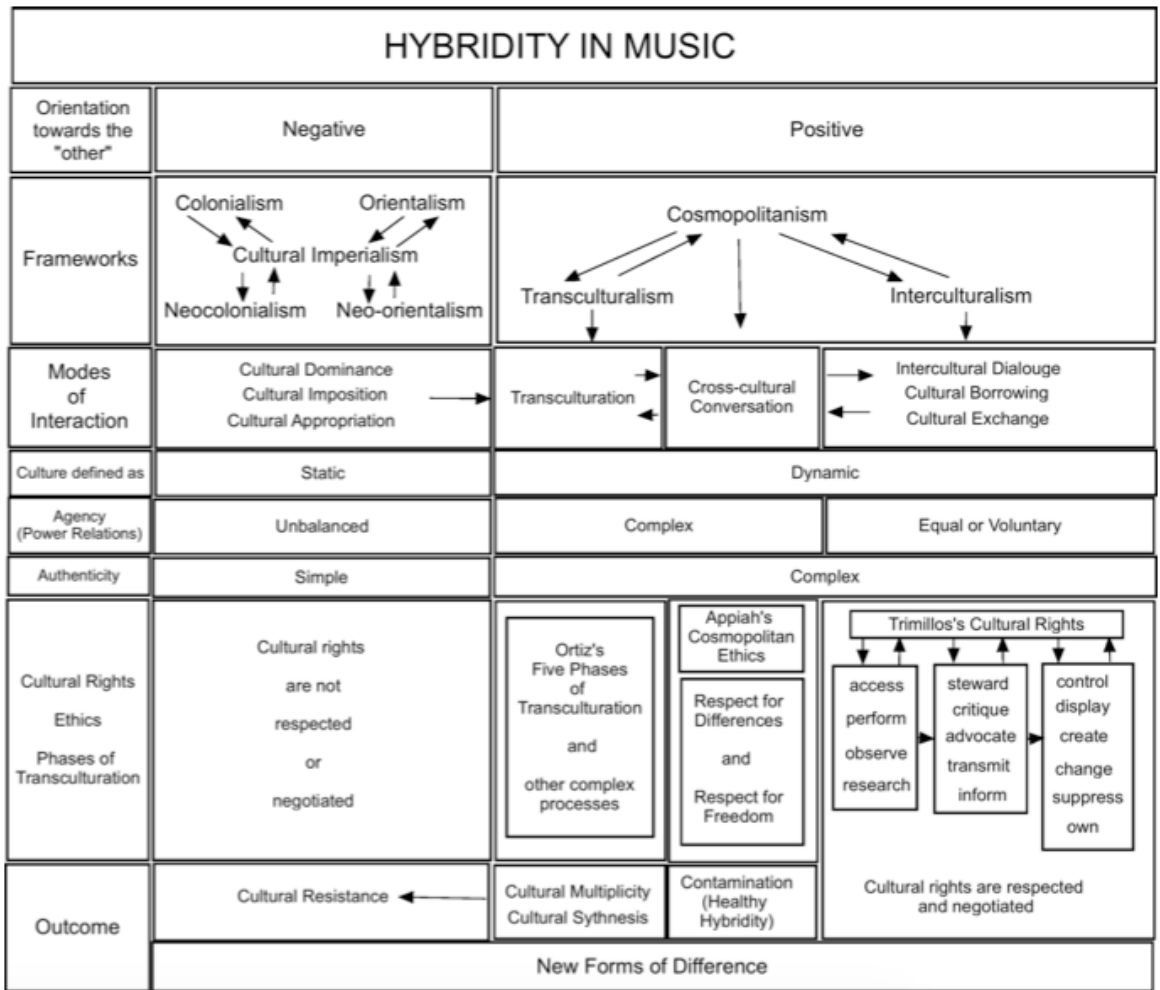 HYBRIDITY IN MUSIC
Orientation
towards the
"other"
Negative
Positive
Frameworks
Colonialism
Orientalism
Cultural Imperialism
Neocolonialism
Neo-orientalism
Cosmopolitanism
Transculturalism
Interculturalism
Modes
of
Interaction
Cultural Dominance
Cultural Imposition
Cultural Appropriation
Transculturation
Cross-cultural
Conversation
Intercultural Dialouge
Cultural Borrowing
Cultural Exchange
Culture defined as
Static
Dynamic
Agency
(Power Relations)
Unbalanced
Complex
Equal or Voluntary
Authenticity
Simple
Complex
Cultural Rights
Ethics
Phases of
Transculturation
Cultural rights
are not
respected
or
negotiated
Ortiz's
Five Phases
of
Transculturation
and
other complex
processes
Appiah's
Cosmopolitan
Ethics
Respect for
Differences
and
Respect for
Freedom
Trimillos's Cultural Rights
access
perform
observe
research
steward
critique
advocate
transmit
inform
control
display
create
change
suppress
own
Cultural rights are respected
and negotiated
Outcome
Cultural Resistance
Cultural Multiplicity
Cultural Sythnesis
Contamination
(Healthy
Hybridity)
New Forms of Difference